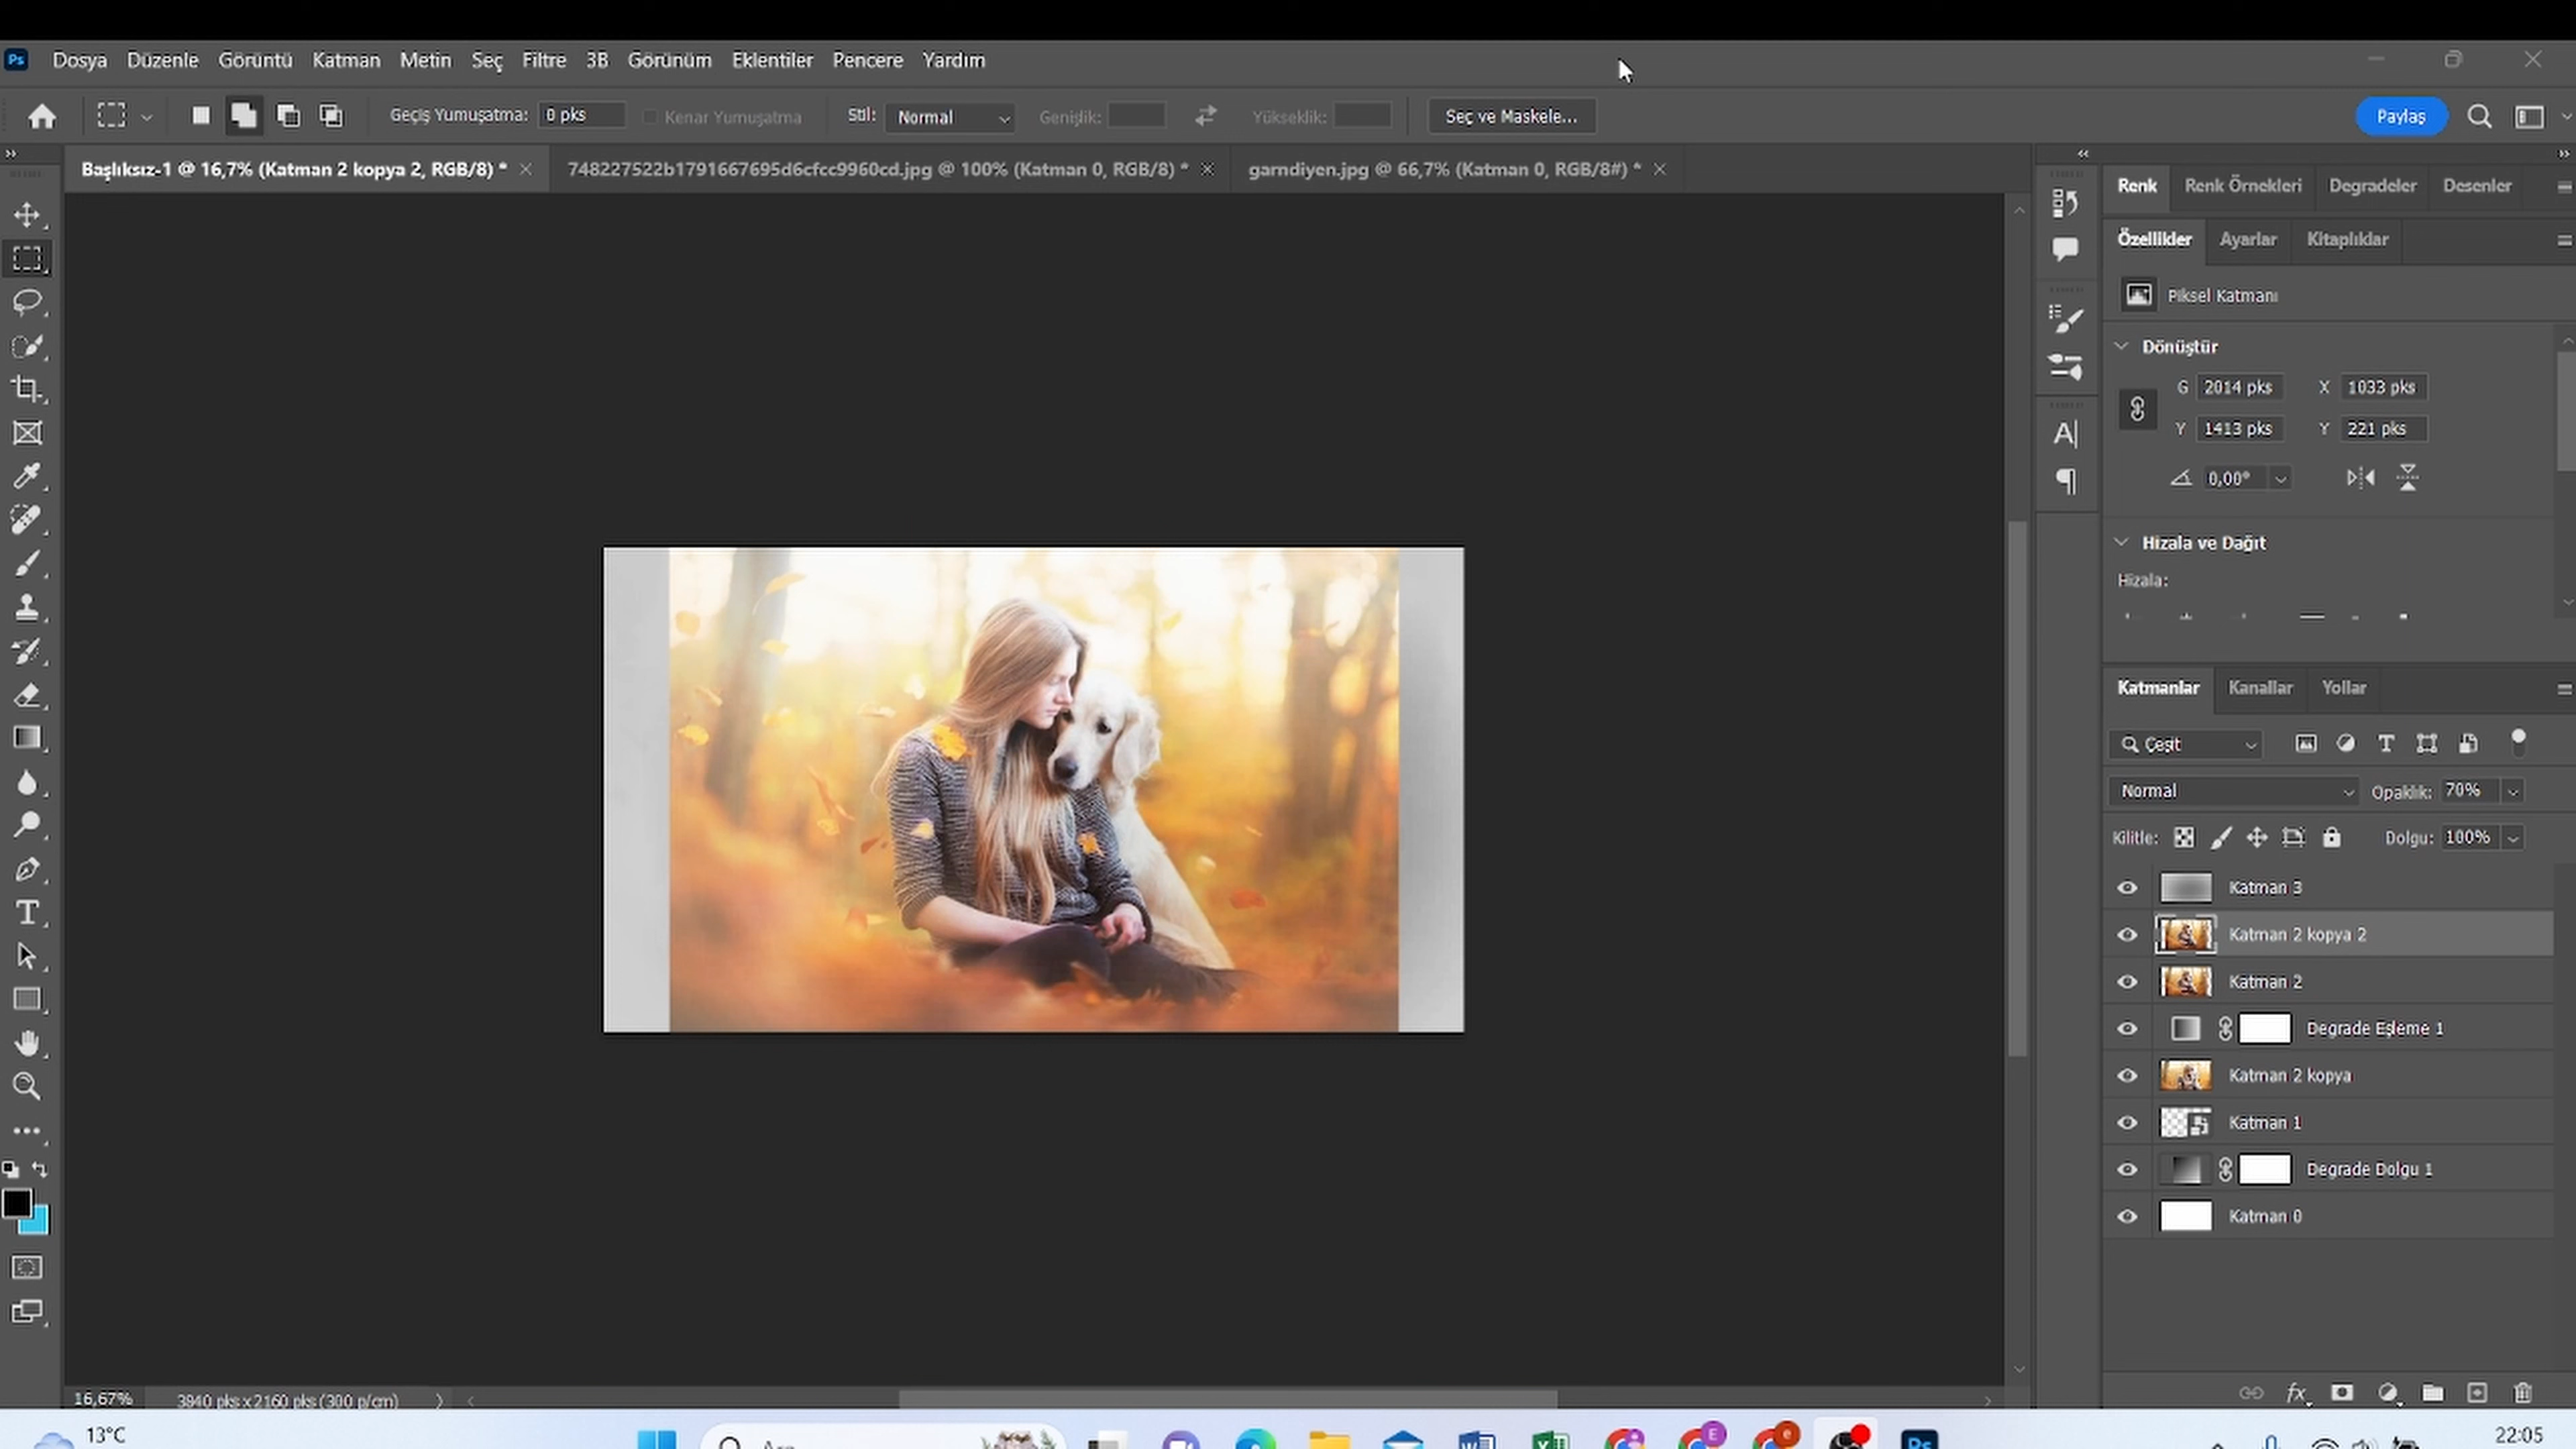 Ps Dosya Düzenle Görüntü Katman Metin Seç Filtre 3B Görünüm Eklentiler Pencere Yardım
Geçiş Yumuşatma: 0 pks Kenar Yumuşatma Stil: Normal Genişlik: Yükseklik: Seç ve Maskele... Paylaş
Başlıksız-1 @ 16,7% (Katman 2 kopya 2, RGB/8) *
748227522b1791667695d6cfcc9960cd.jpg @ 100% (Katman 0, RGB/8) *
garndiyen.jpg @ 66,7% (Katman 0, RGB/8#) *
Renk Renk Örnekleri Degradeler Desenler
Özellikler Ayarlar Kitaplıklar
Piksel Katmanı
Dönüştür
G 2014 pks X 1033 pks
Y 1413 pks Y 221 pks
0,00°
Hizala ve Dağıt
Hizala:
Katmanlar Kanallar Yollar
Çeşit
Normal Opaklık: 70%
Kilitle: Dolgu: 100%
Katman 3
Katman 2 kopya 2
Katman 2
Degrade Eşleme 1
Katman 2 kopya
Katman 1
Degrade Dolgu 1
Katman 0
fx
16,67% 3840 pks x 2160 pks (300 p/cm)
13°C
E
e
Ps
22:05